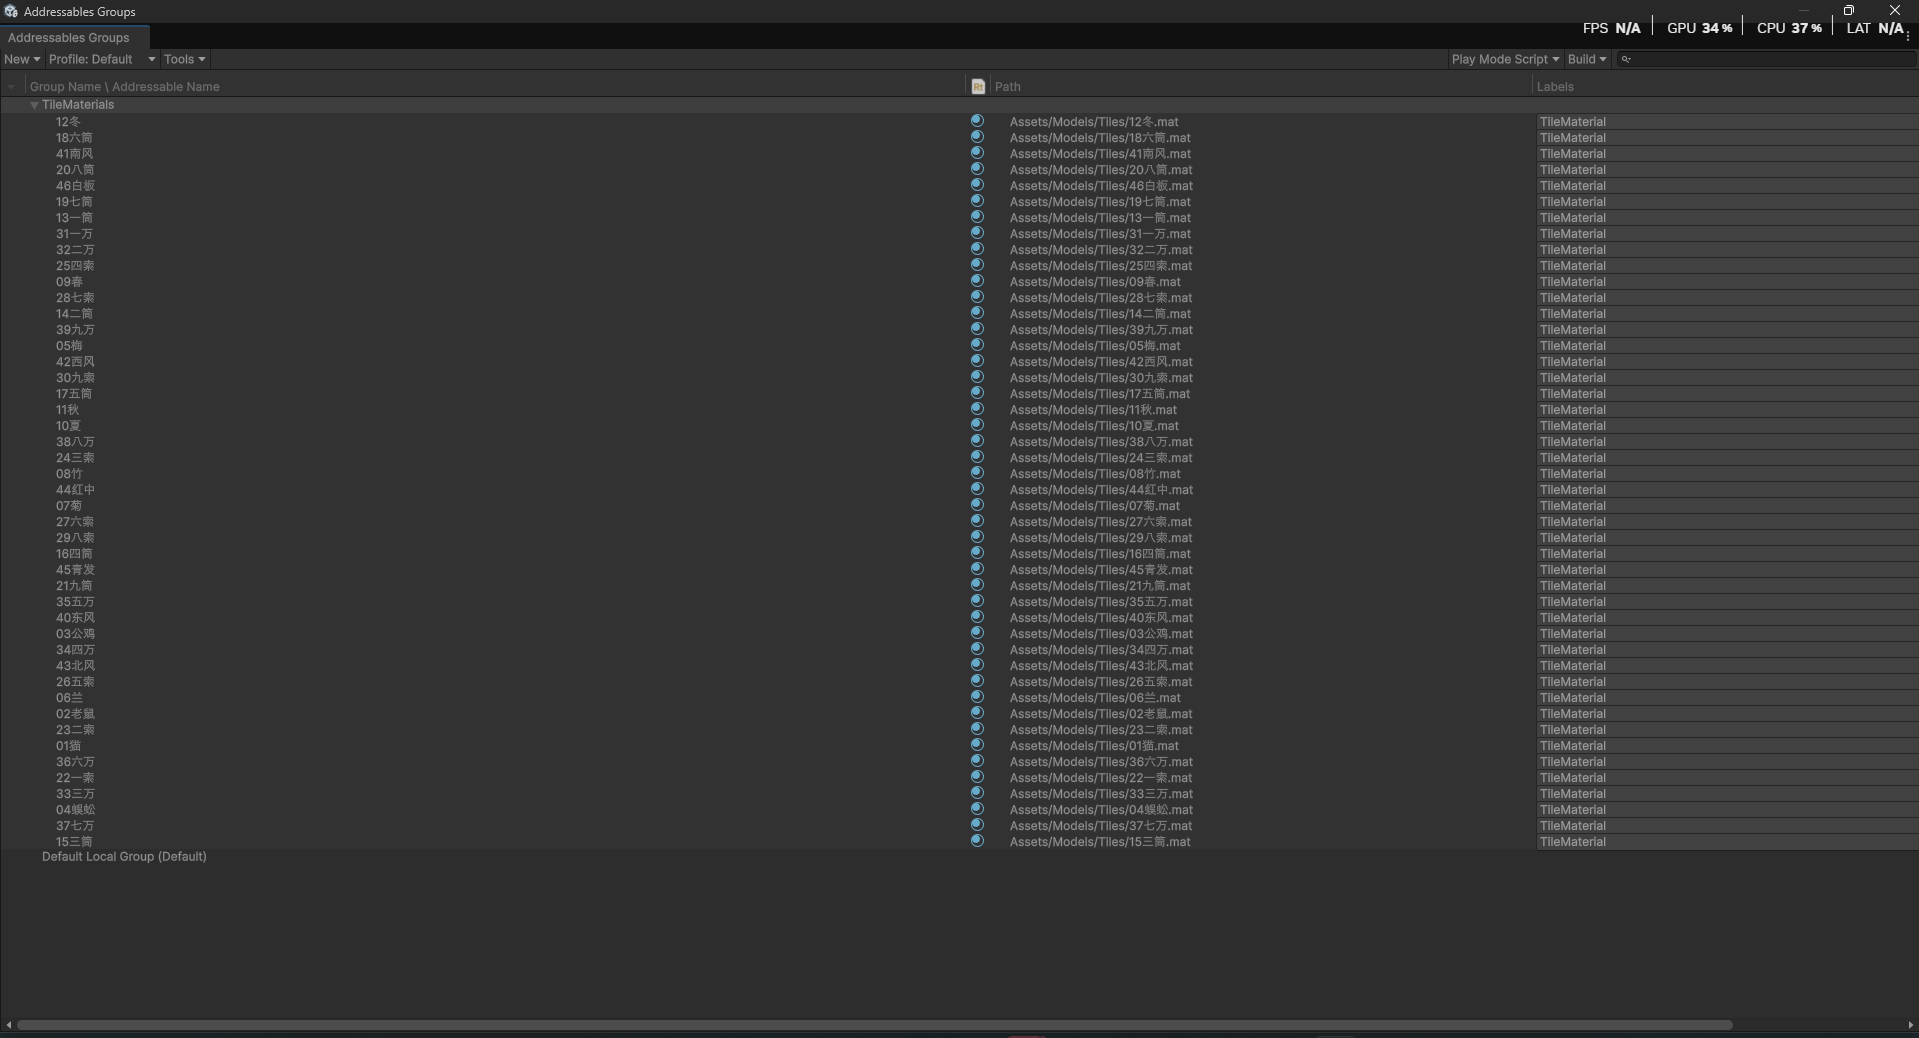 Addressables Groups
FPS N/A GPU 34 % CPU 37 % LAT N/A
Addressables Groups
New Profile: Default Tools Play Mode Script Build
Group Name \ Addressable Name Path Labels
TileMaterials
12冬 Assets/Models/Tiles/12冬.mat TileMaterial
18六筒 Assets/Models/Tiles/18六筒.mat TileMaterial
41南风 Assets/Models/Tiles/41南风.mat TileMaterial
20八筒 Assets/Models/Tiles/20八筒.mat TileMaterial
46白板 Assets/Models/Tiles/46白板.mat TileMaterial
19七筒 Assets/Models/Tiles/19七筒.mat TileMaterial
13一筒 Assets/Models/Tiles/13一筒.mat TileMaterial
31一万 Assets/Models/Tiles/31一万.mat TileMaterial
32二万 Assets/Models/Tiles/32二万.mat TileMaterial
25四索 Assets/Models/Tiles/25四索.mat TileMaterial
09春 Assets/Models/Tiles/09春.mat TileMaterial
28七索 Assets/Models/Tiles/28七索.mat TileMaterial
14二筒 Assets/Models/Tiles/14二筒.mat TileMaterial
39九万 Assets/Models/Tiles/39九万.mat TileMaterial
05梅 Assets/Models/Tiles/05梅.mat TileMaterial
42西风 Assets/Models/Tiles/42西风.mat TileMaterial
30九索 Assets/Models/Tiles/30九索.mat TileMaterial
17五筒 Assets/Models/Tiles/17五筒.mat TileMaterial
11秋 Assets/Models/Tiles/11秋.mat TileMaterial
10夏 Assets/Models/Tiles/10夏.mat TileMaterial
38八万 Assets/Models/Tiles/38八万.mat TileMaterial
24三索 Assets/Models/Tiles/24三索.mat TileMaterial
08竹 Assets/Models/Tiles/08竹.mat TileMaterial
44红中 Assets/Models/Tiles/44红中.mat TileMaterial
07菊 Assets/Models/Tiles/07菊.mat TileMaterial
27六索 Assets/Models/Tiles/27六索.mat TileMaterial
29八索 Assets/Models/Tiles/29八索.mat TileMaterial
16四筒 Assets/Models/Tiles/16四筒.mat TileMaterial
45青发 Assets/Models/Tiles/45青发.mat TileMaterial
21九筒 Assets/Models/Tiles/21九筒.mat TileMaterial
35五万 Assets/Models/Tiles/35五万.mat TileMaterial
40东风 Assets/Models/Tiles/40东风.mat TileMaterial
03公鸡 Assets/Models/Tiles/03公鸡.mat TileMaterial
34四万 Assets/Models/Tiles/34四万.mat TileMaterial
43北风 Assets/Models/Tiles/43北风.mat TileMaterial
26五索 Assets/Models/Tiles/26五索.mat TileMaterial
06兰 Assets/Models/Tiles/06兰.mat TileMaterial
02老鼠 Assets/Models/Tiles/02老鼠.mat TileMaterial
23二索 Assets/Models/Tiles/23二索.mat TileMaterial
01猫 Assets/Models/Tiles/01猫.mat TileMaterial
36六万 Assets/Models/Tiles/36六万.mat TileMaterial
22一索 Assets/Models/Tiles/22一索.mat TileMaterial
33三万 Assets/Models/Tiles/33三万.mat TileMaterial
04蜈蚣 Assets/Models/Tiles/04蜈蚣.mat TileMaterial
37七万 Assets/Models/Tiles/37七万.mat TileMaterial
15三筒 Assets/Models/Tiles/15三筒.mat TileMaterial
Default Local Group (Default)